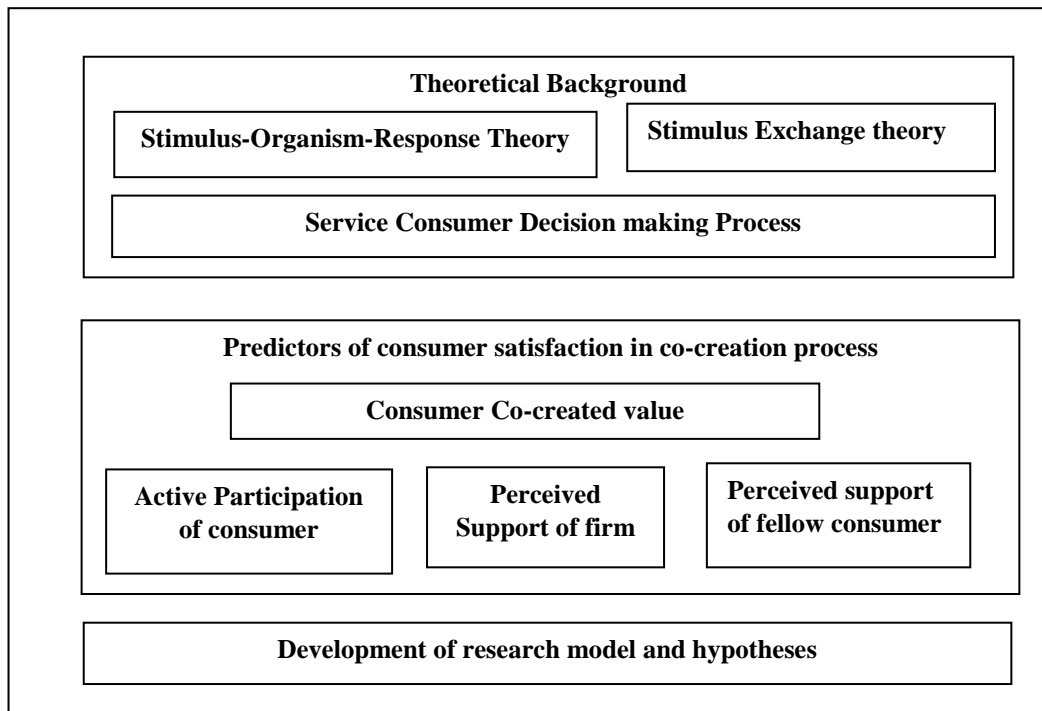 Theoretical Background
Stimulus-Organism-Response Theory
Stimulus Exchange theory
Service Consumer Decision making Process
Predictors of consumer satisfaction in co-creation process
Consumer Co-created value
Active Participation
of consumer
Perceived
Support of firm
Perceived support
of fellow consumer
Development of research model and hypotheses